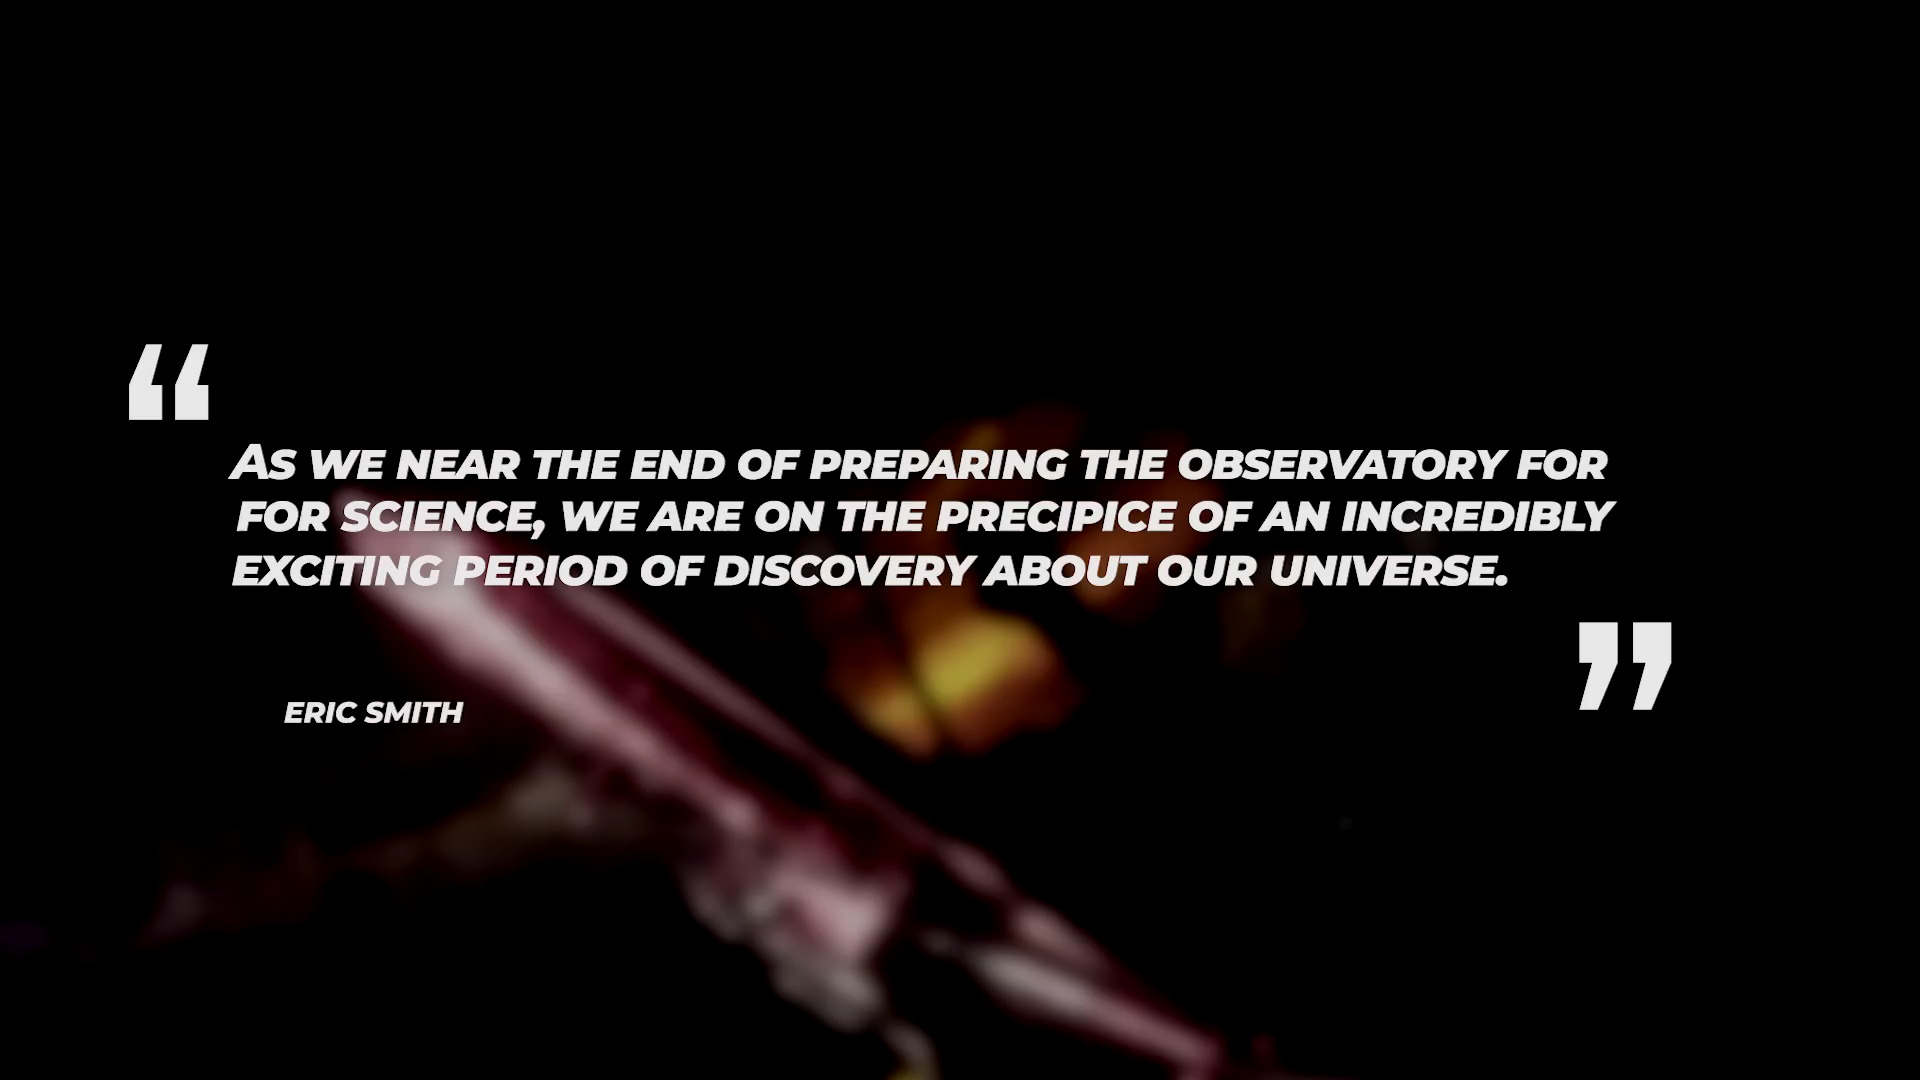 “
AS WE NEAR THE END OF PREPARING THE OBSERVATORY FOR
FOR SCIENCE, WE ARE ON THE PRECIPICE OF AN INCREDIBLY
EXCITING PERIOD OF DISCOVERY ABOUT OUR UNIVERSE.
”
ERIC SMITH